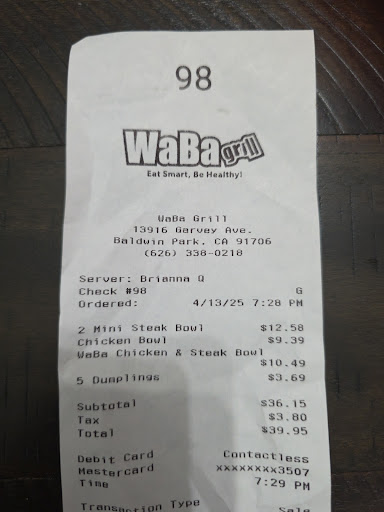 98
WaBa grill
Eat Smart, Be Healthy!
WaBa Grill
13916 Garvey Ave.
Baldwin Park, CA 91706
(626) 338-0218
Server: Brianna Q
Check #98 G
Ordered: 4/13/25 7:28 PM
2 Mini Steak Bowl $12.58
Chicken Bowl $9.39
WaBa Chicken & Steak Bowl
$10.49
5 Dumplings $3.69
Subtotal $36.15
Tax $3.80
Total $39.95
Debit Card Contactless
Mastercard xxxxxxxx3507
Time 7:29 PM
Transaction Type Sale